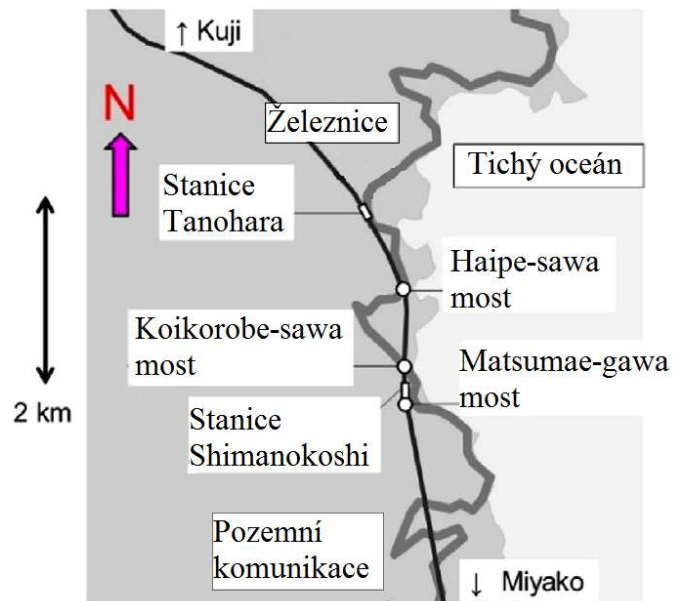 ↑ Kuji
N
Železnice
Tichý oceán
Stanice
Tanohara
Haipe-sawa
most
Koikorobe-sawa
most
Matsumae-gawa
most
2 km
Stanice
Shimanokoshi
Pozemní
komunikace
↓ Miyako